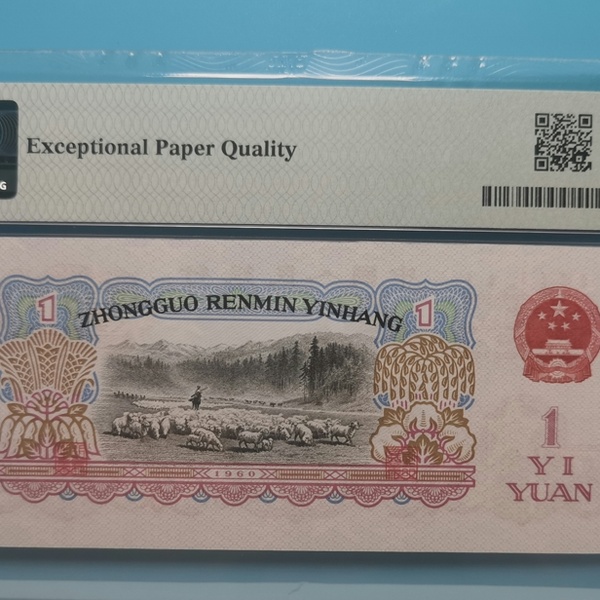 Exceptional Paper Quality
G
ZHONGGUO RENMIN YINHANG
1
1
1960
1
YI
YUAN